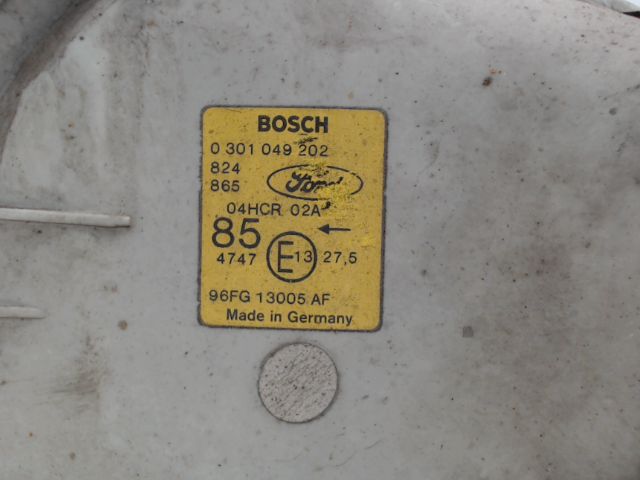 BOSCH
0 301 049 202
824
865 Ford
04HCR 02A
85 ←
4747 E13 27,5
96FG 13005 AF
Made in Germany